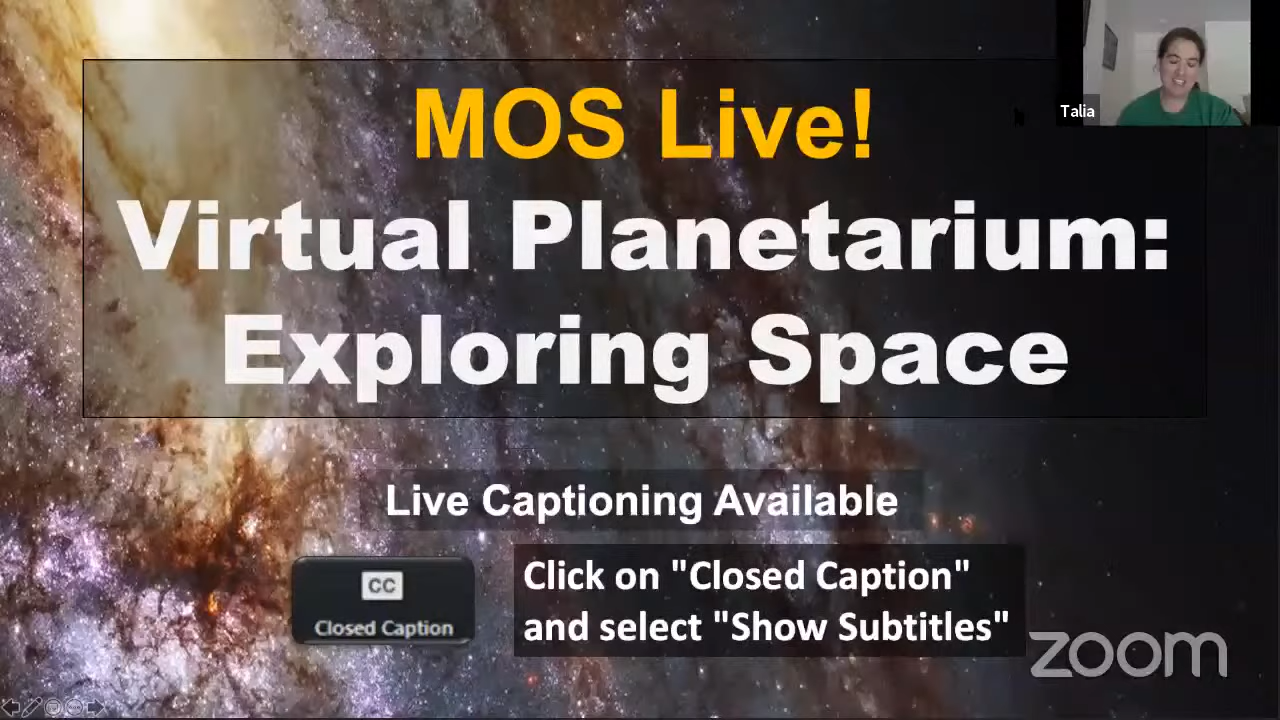 MOS Live!
Talia
Virtual Planetarium:
Exploring Space
Live Captioning Available
CC
Closed Caption
Click on "Closed Caption"
and select "Show Subtitles"
zoom